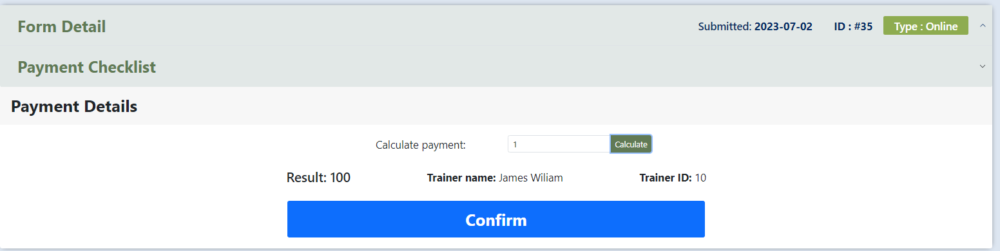 Form Detail Submitted: 2023-07-02 ID : #35 Type : Online
Payment Checklist
Payment Details
Calculate payment: 1 Calculate
Result: 100 Trainer name: James Wiliam Trainer ID: 10
Confirm